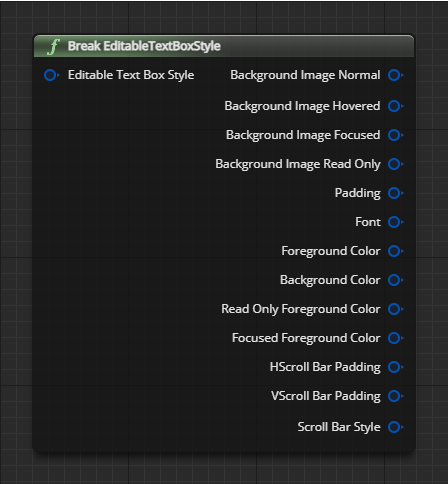 f Break EditableTextBoxStyle
Editable Text Box Style Background Image Normal
Background Image Hovered
Background Image Focused
Background Image Read Only
Padding
Font
Foreground Color
Background Color
Read Only Foreground Color
Focused Foreground Color
HScroll Bar Padding
VScroll Bar Padding
Scroll Bar Style